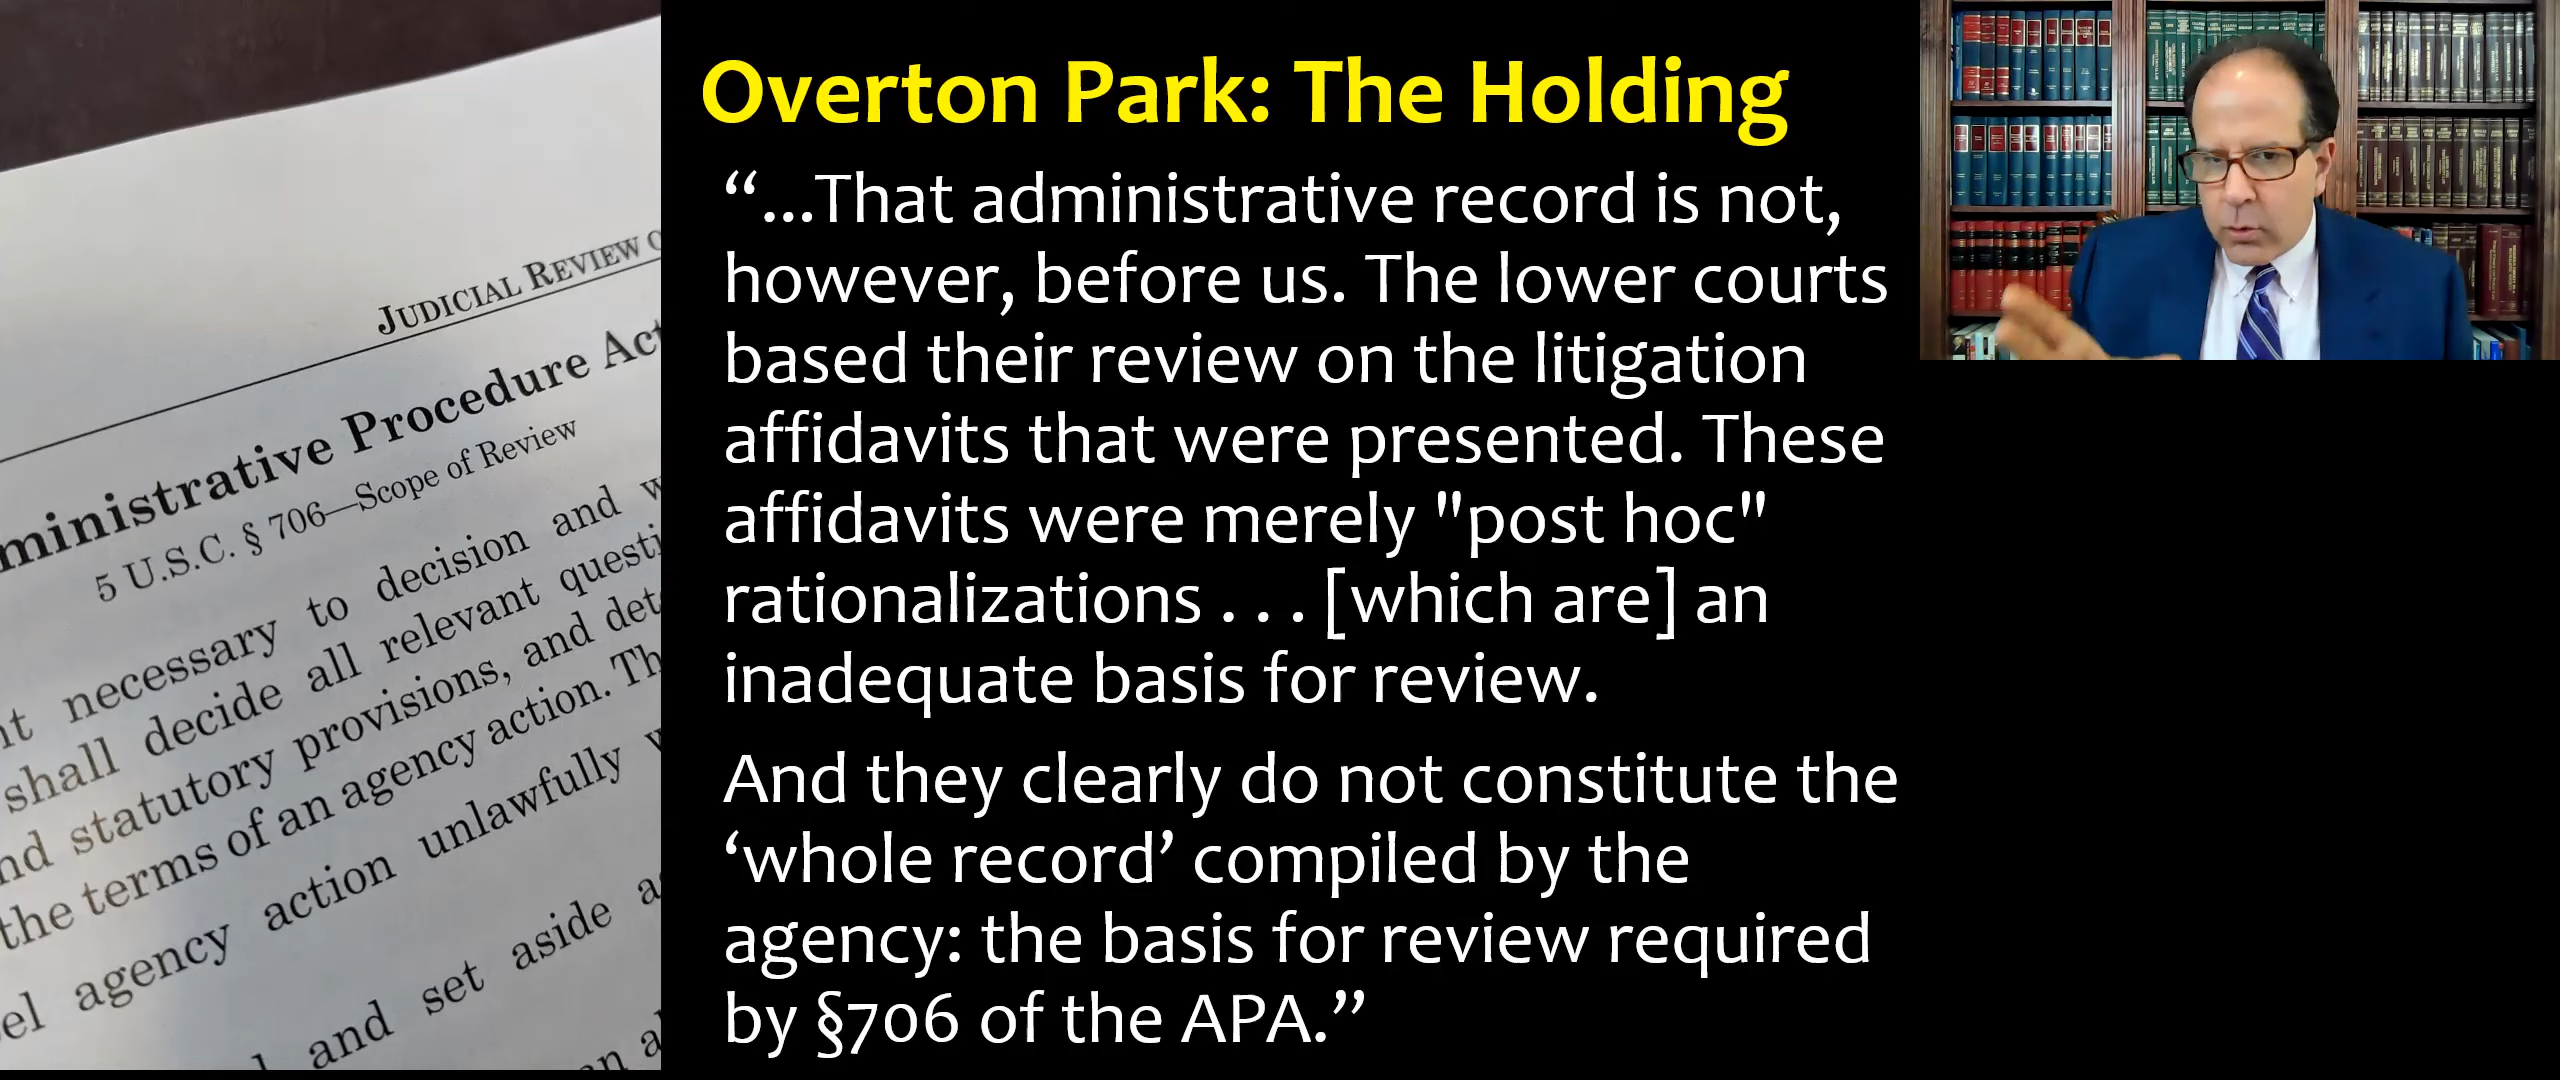 JUDICIAL REVIEW
ministrative Procedure Act
5 U.S.C. § 706—Scope of Review
necessary to decision and
shall decide all relevant
statutory provisions, and
the terms of an agency action.
agency action unlawfully
and set aside
Overton Park: The Holding
“...That administrative record is not,
however, before us. The lower courts
based their review on the litigation
affidavits that were presented. These
affidavits were merely "post hoc"
rationalizations . . . [which are] an
inadequate basis for review.
And they clearly do not constitute the
‘whole record’ compiled by the
agency: the basis for review required
by §706 of the APA.”